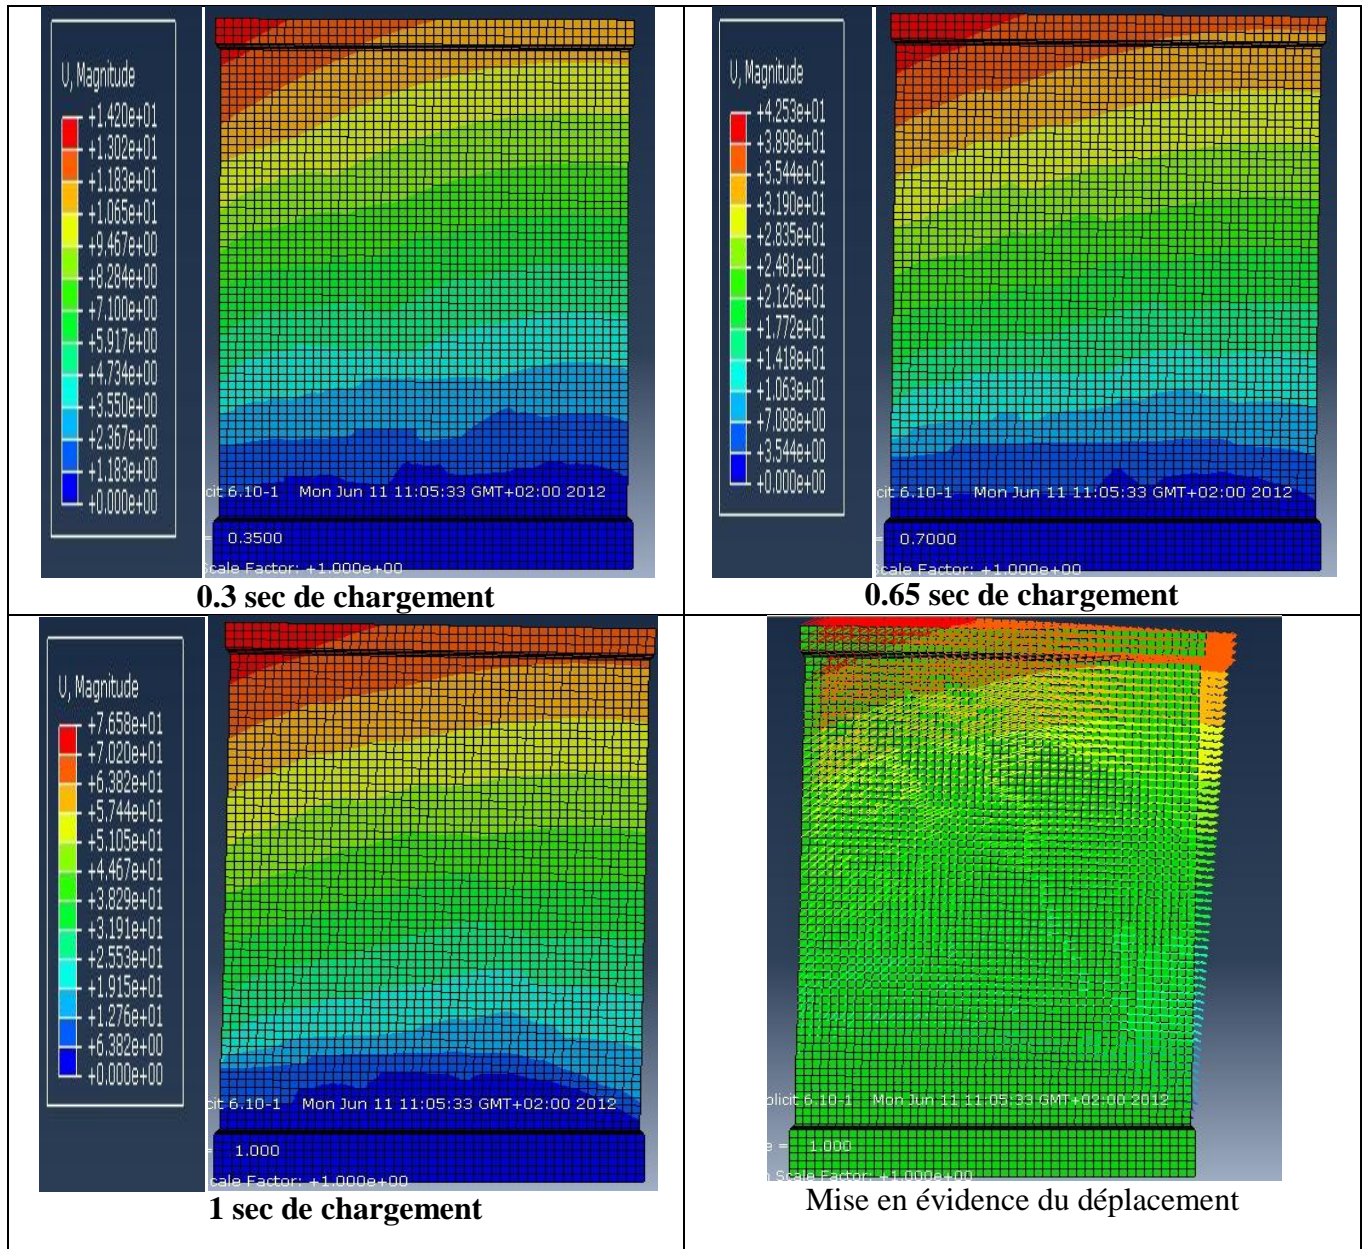 U, Magnitude
+1.420e+01
+1.302e+01
+1.183e+01
+1.065e+01
+9.467e+00
+8.284e+00
+7.100e+00
+5.917e+00
+4.734e+00
+3.550e+00
+2.367e+00
+1.183e+00
+0.000e+00
cit 6.10-1 Mon Jun 11 11:05:33 GMT+02:00 2012
= 0.3500
Scale Factor: +1.000e+00
0.3 sec de chargement
U, Magnitude
+4.253e+01
+3.898e+01
+3.544e+01
+3.190e+01
+2.835e+01
+2.481e+01
+2.126e+01
+1.772e+01
+1.418e+01
+1.063e+01
+7.088e+00
+3.544e+00
+0.000e+00
cit 6.10-1 Mon Jun 11 11:05:33 GMT+02:00 2012
= 0.7000
Scale Factor: +1.000e+00
0.65 sec de chargement
U, Magnitude
+7.658e+01
+7.020e+01
+6.382e+01
+5.744e+01
+5.105e+01
+4.467e+01
+3.829e+01
+3.191e+01
+2.553e+01
+1.915e+01
+1.276e+01
+6.382e+00
+0.000e+00
cit 6.10-1 Mon Jun 11 11:05:33 GMT+02:00 2012
= 1.000
cale Factor: +1.000e+00
1 sec de chargement
plicit 6.10-1 Mon Jun 11 11:05:33 GMT+02:00 2012
e = 1.000
n Scale Factor: +1.000e+00
Mise en évidence du déplacement